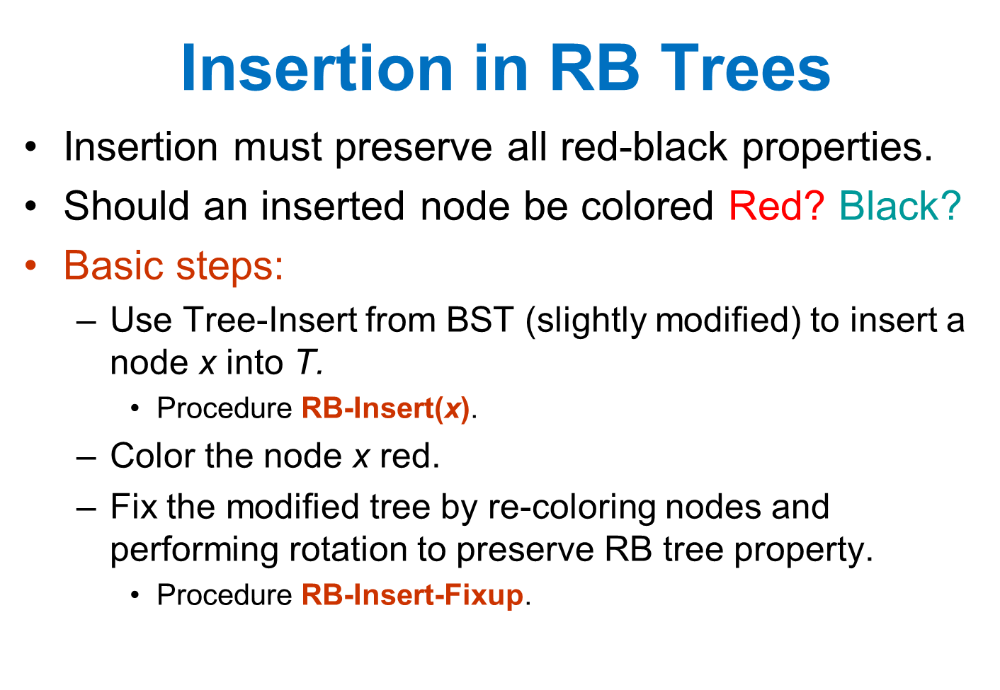 Insertion in RB Trees
• Insertion must preserve all red-black properties.
• Should an inserted node be colored Red? Black?
• Basic steps:
– Use Tree-Insert from BST (slightly modified) to insert a
node x into T.
• Procedure RB-Insert(x).
– Color the node x red.
– Fix the modified tree by re-coloring nodes and
performing rotation to preserve RB tree property.
• Procedure RB-Insert-Fixup.